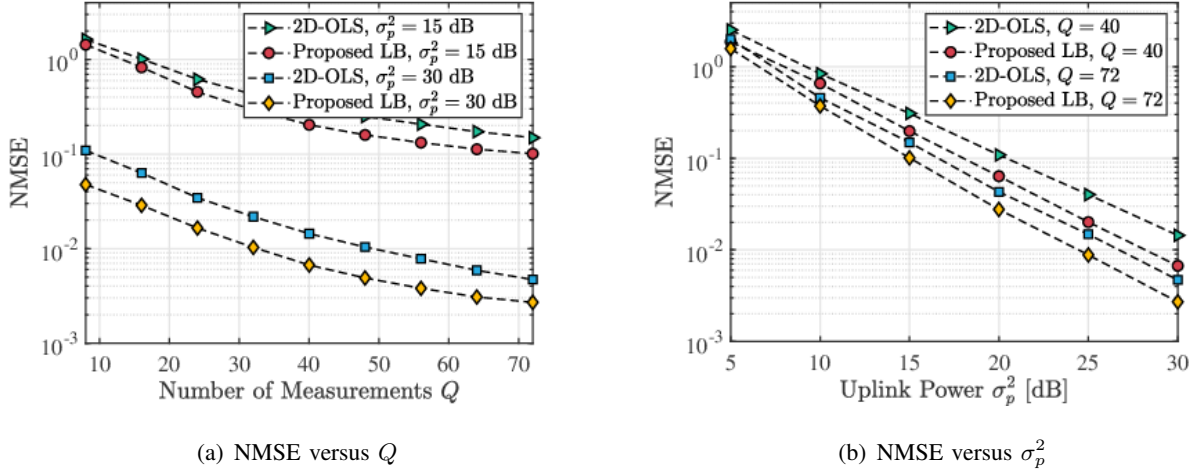 2D-OLS, σ_p^2 = 15 dB
Proposed LB, σ_p^2 = 15 dB
2D-OLS, σ_p^2 = 30 dB
Proposed LB, σ_p^2 = 30 dB
10^0
10^-1
10^-2
10^-3
NMSE
10 20 30 40 50 60 70
Number of Measurements Q
(a) NMSE versus Q
2D-OLS, Q = 40
Proposed LB, Q = 40
2D-OLS, Q = 72
Proposed LB, Q = 72
10^0
10^-1
10^-2
10^-3
NMSE
5 10 15 20 25 30
Uplink Power σ_p^2 [dB]
(b) NMSE versus σ_p^2